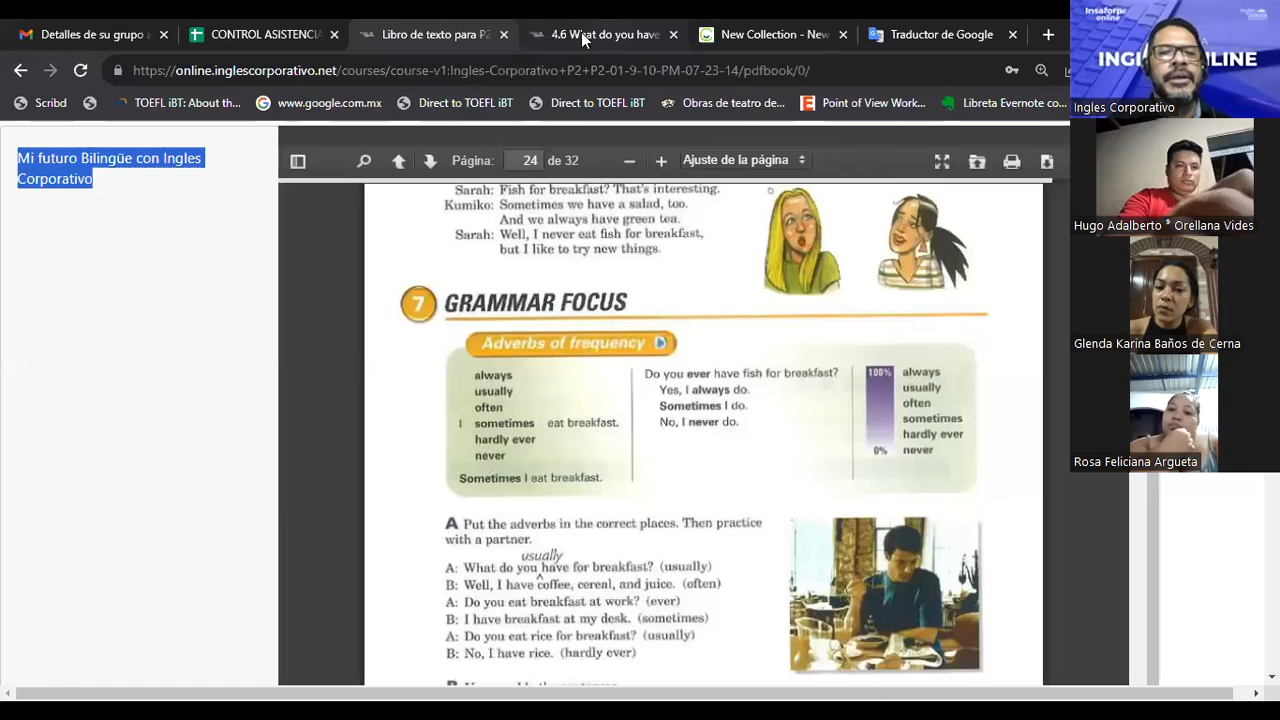 Detalles de su grupo
CONTROL ASISTENCI
Libro de texto para P2
4.6 What do you have
New Collection - New
Traductor de Google
https://online.inglescorporativo.net/courses/course-v1:Ingles-Corporativo+P2+P2-01-9-10-PM-07-23-14/pdfbook/0/
Scribd
TOEFL iBT: About th...
www.google.com.mx
Direct to TOEFL iBT
Direct to TOEFL iBT
Obras de teatro de...
Point of View Work...
Libreta Evernote co...
Mi futuro Bilingüe con Ingles
Corporativo
Página:
24
de 32
Ajuste de la página
Sarah: Fish for breakfast? That's interesting.
Kumiko: Sometimes we have a salad, too.
And we always have green tea.
Sarah: Well, I never eat fish for breakfast,
but I like to try new things.
7
GRAMMAR FOCUS
Adverbs of frequency
always
usually
often
I sometimes eat breakfast.
hardly ever
never
Sometimes I eat breakfast.
Do you ever have fish for breakfast?
Yes, I always do.
Sometimes I do.
No, I never do.
100%
0%
always
usually
often
sometimes
hardly ever
never
A Put the adverbs in the correct places. Then practice
with a partner.
usually
A: What do you have for breakfast? (usually)
B: Well, I have coffee, cereal, and juice. (often)
A: Do you eat breakfast at work? (ever)
B: I have breakfast at my desk. (sometimes)
A: Do you eat rice for breakfast? (usually)
B: No, I have rice. (hardly ever)
Insaforp
online
Ingles Corporativo
Hugo Adalberto ³ Orellana Vides
Glenda Karina Baños de Cerna
Rosa Feliciana Argueta